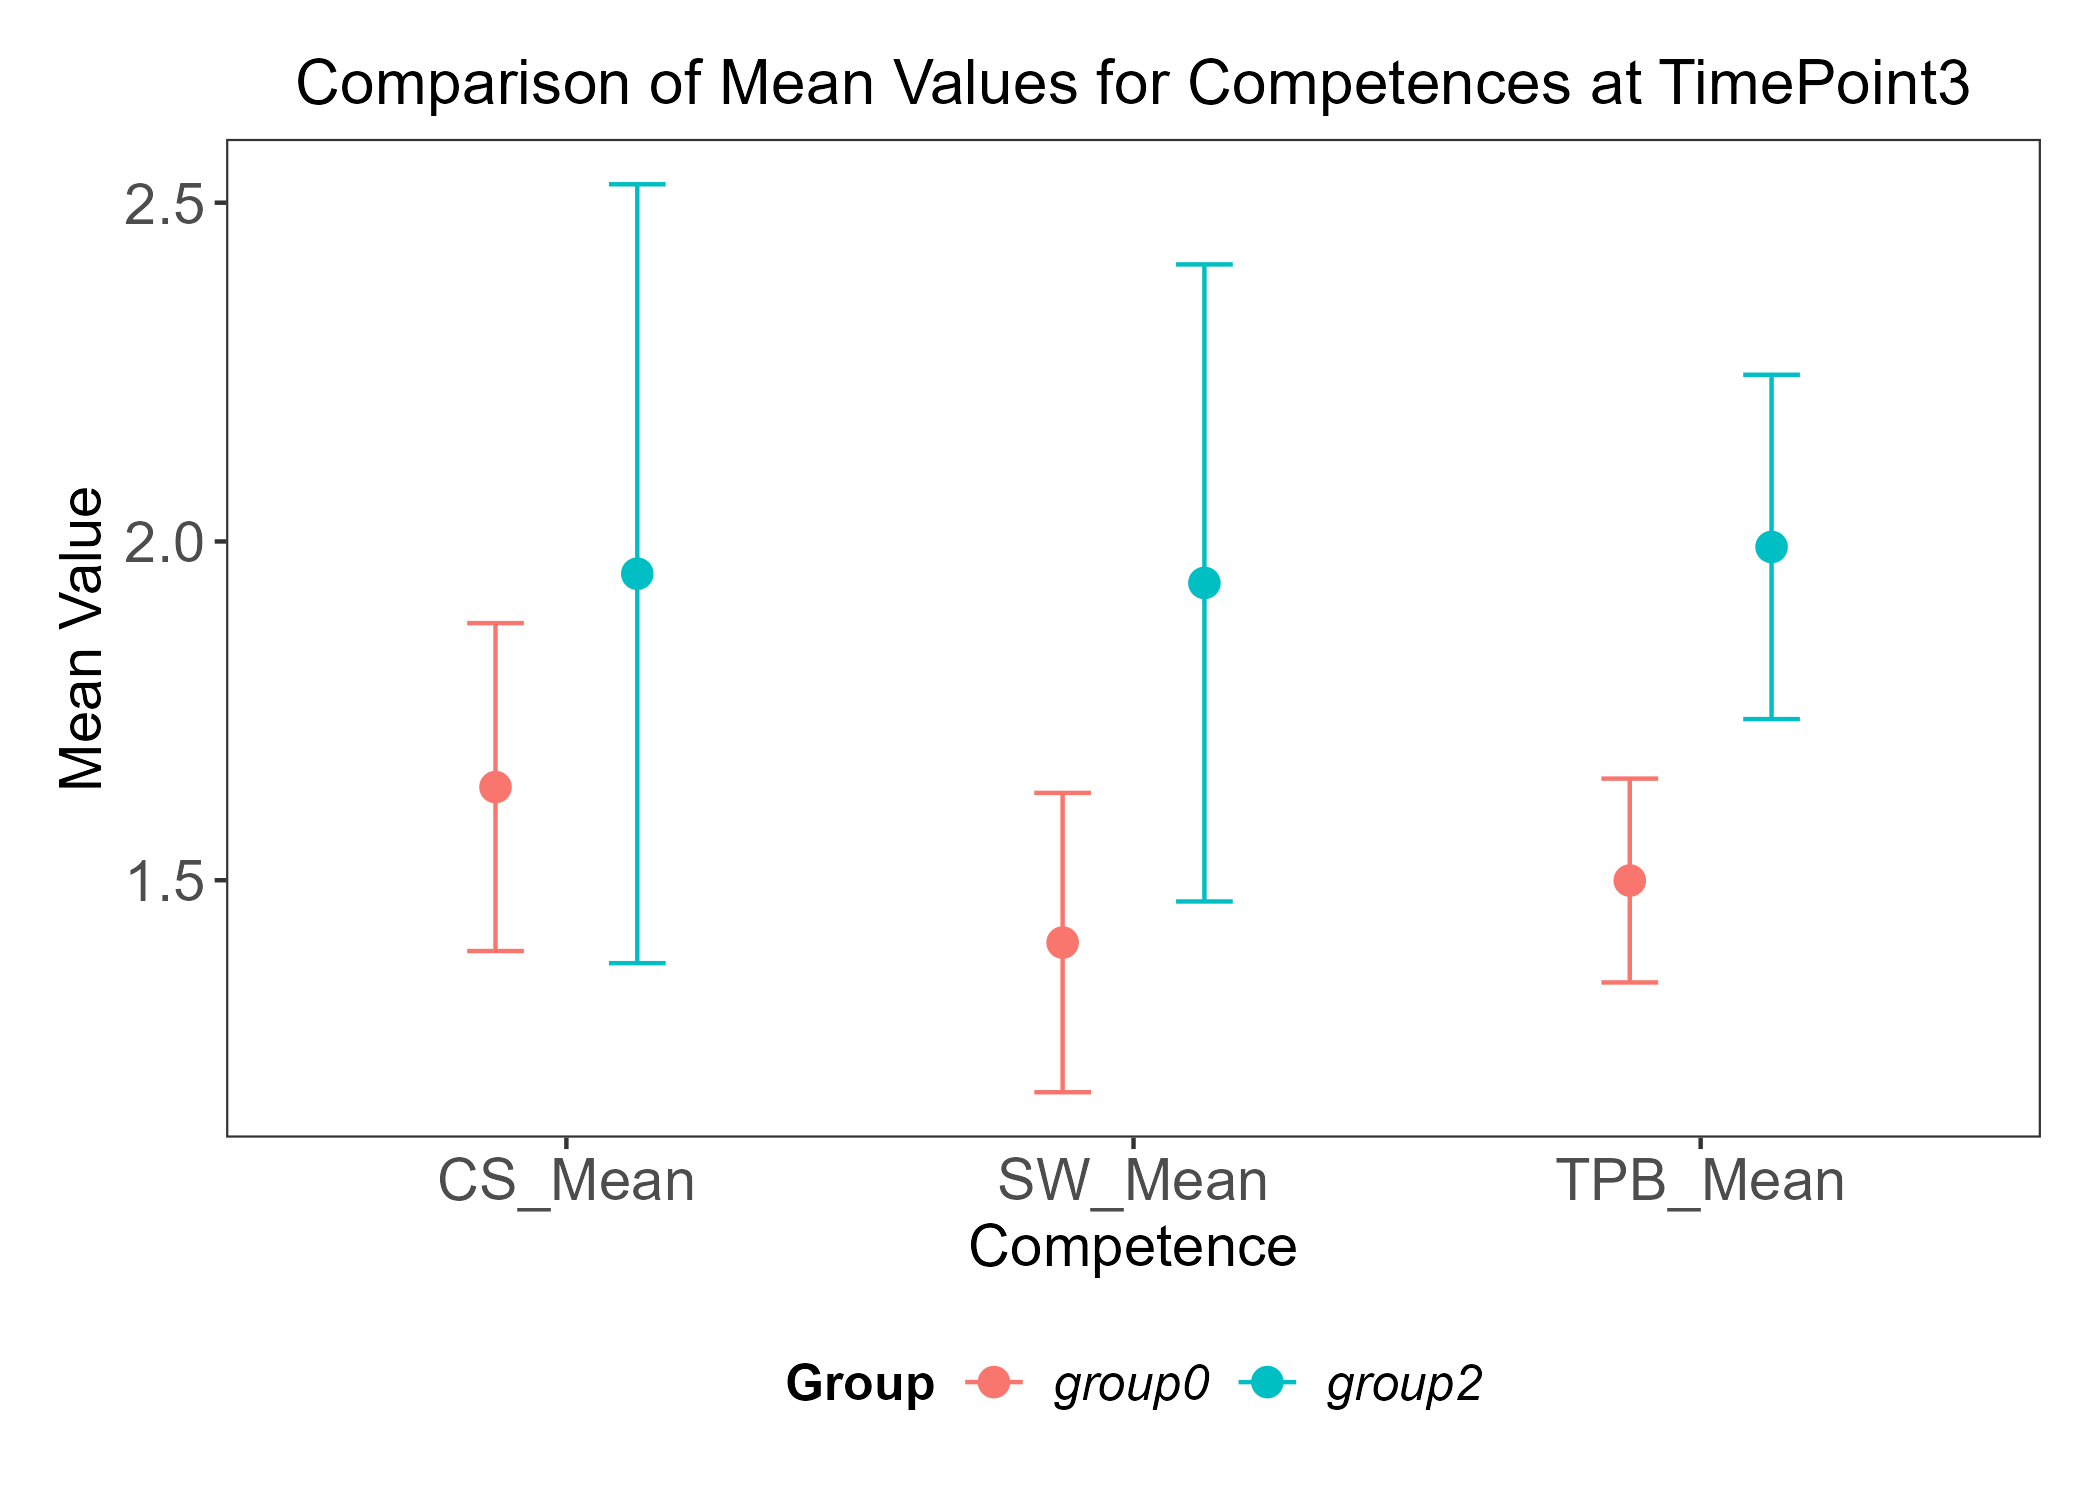 Comparison of Mean Values for Competences at TimePoint3
Mean Value
2.5
2.0
1.5
CS_Mean SW_Mean TPB_Mean
Competence
Group group0 group2